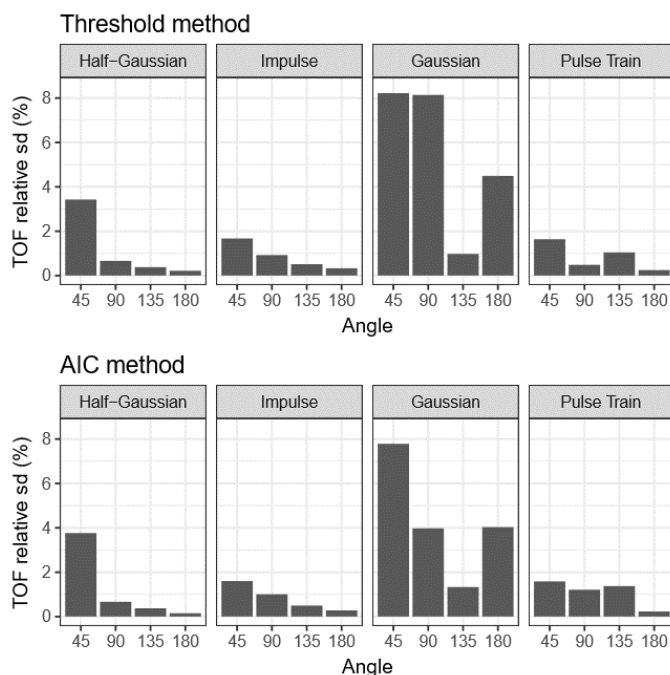 Threshold method
Half-Gaussian Impulse Gaussian Pulse Train
TOF relative sd (%)
8
6
4
2
0
45 90 135 180 45 90 135 180 45 90 135 180 45 90 135 180
Angle
AIC method
Half-Gaussian Impulse Gaussian Pulse Train
TOF relative sd (%)
8
6
4
2
0
45 90 135 180 45 90 135 180 45 90 135 180 45 90 135 180
Angle